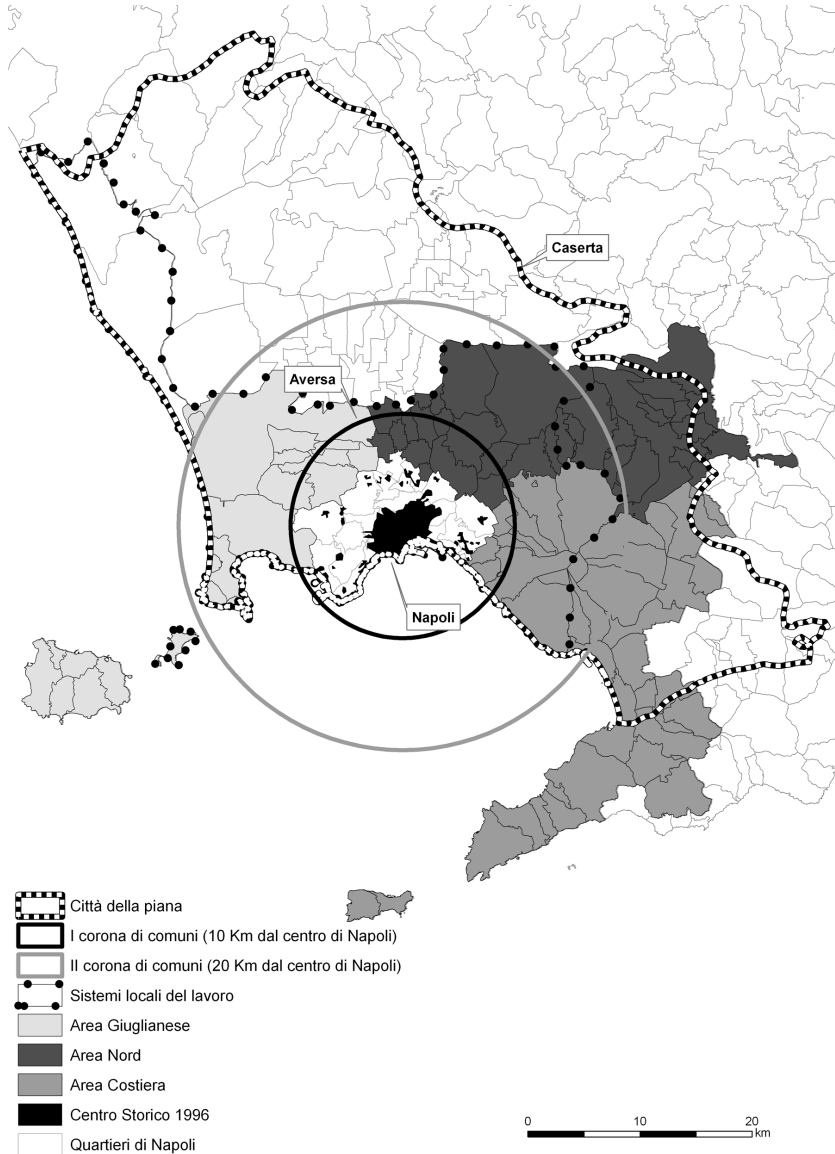 Caserta
Aversa
Napoli
Città della piana
I corona di comuni (10 Km dal centro di Napoli)
II corona di comuni (20 Km dal centro di Napoli)
Sistemi locali del lavoro
Area Giuglianese
Area Nord
Area Costiera
Centro Storico 1996
Quartieri di Napoli
0 10 20
km